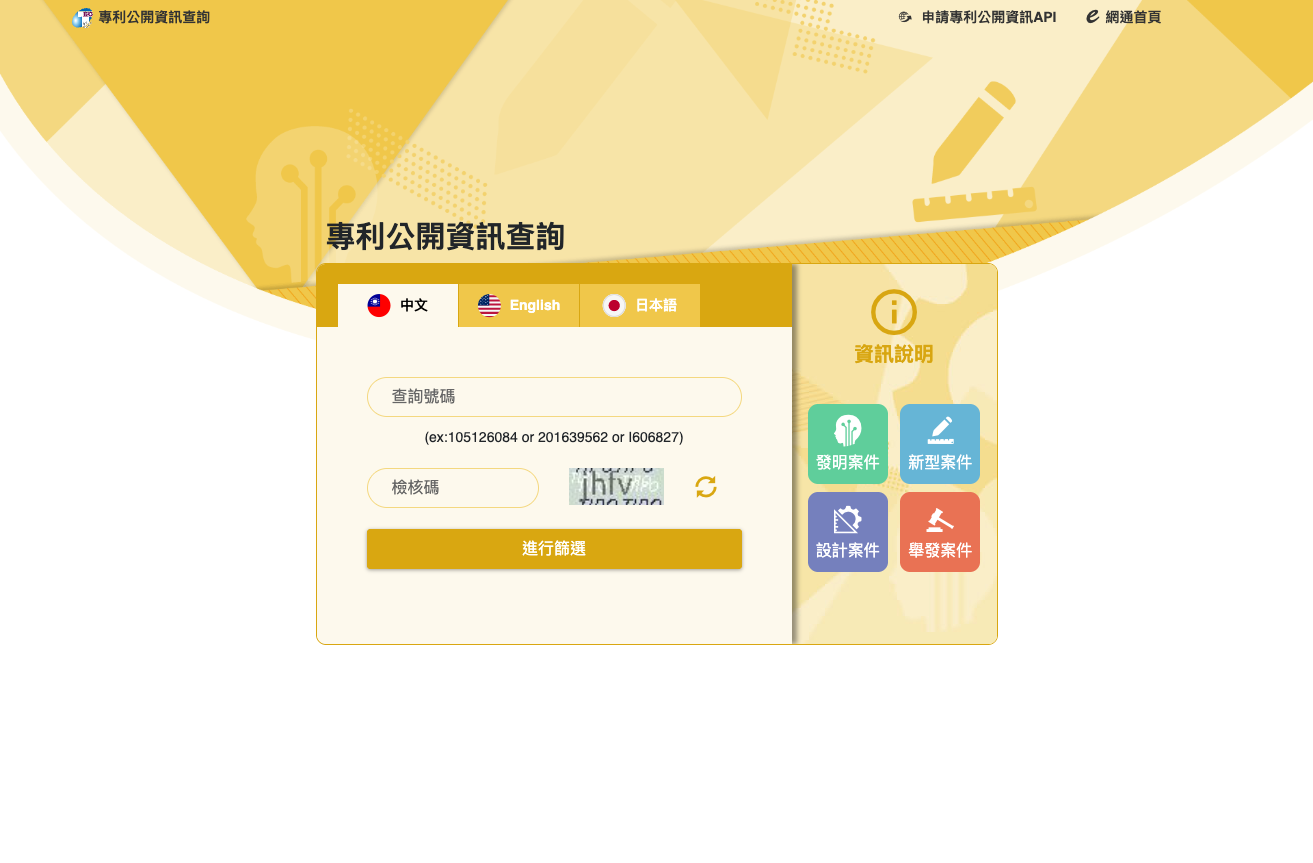 專利公開資訊查詢
申請專利公開資訊API
網通首頁
專利公開資訊查詢
中文
English
日本語
查詢號碼
(ex:105126084 or 201639562 or I606827)
檢核碼
進行篩選
資訊說明
發明案件
新型案件
設計案件
舉發案件